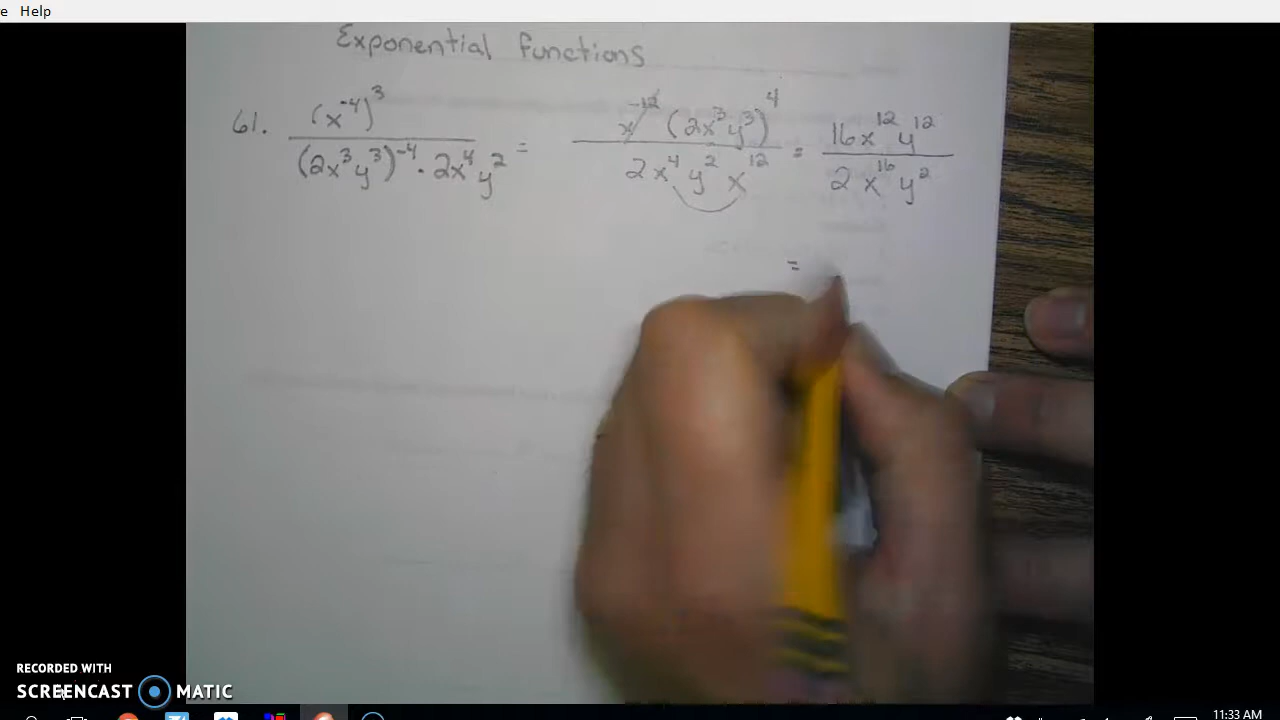 e Help
Exponential functions
61. (x^-4)^3 / (2x^3y^3)^-4 · 2x^4y^2 = x^-12 (2x^3y^3)^4 / 2x^4y^2x^12 = 16x^12y^12 / 2x^16y^2
=
RECORDED WITH
SCREENCAST MATIC
11:33 AM